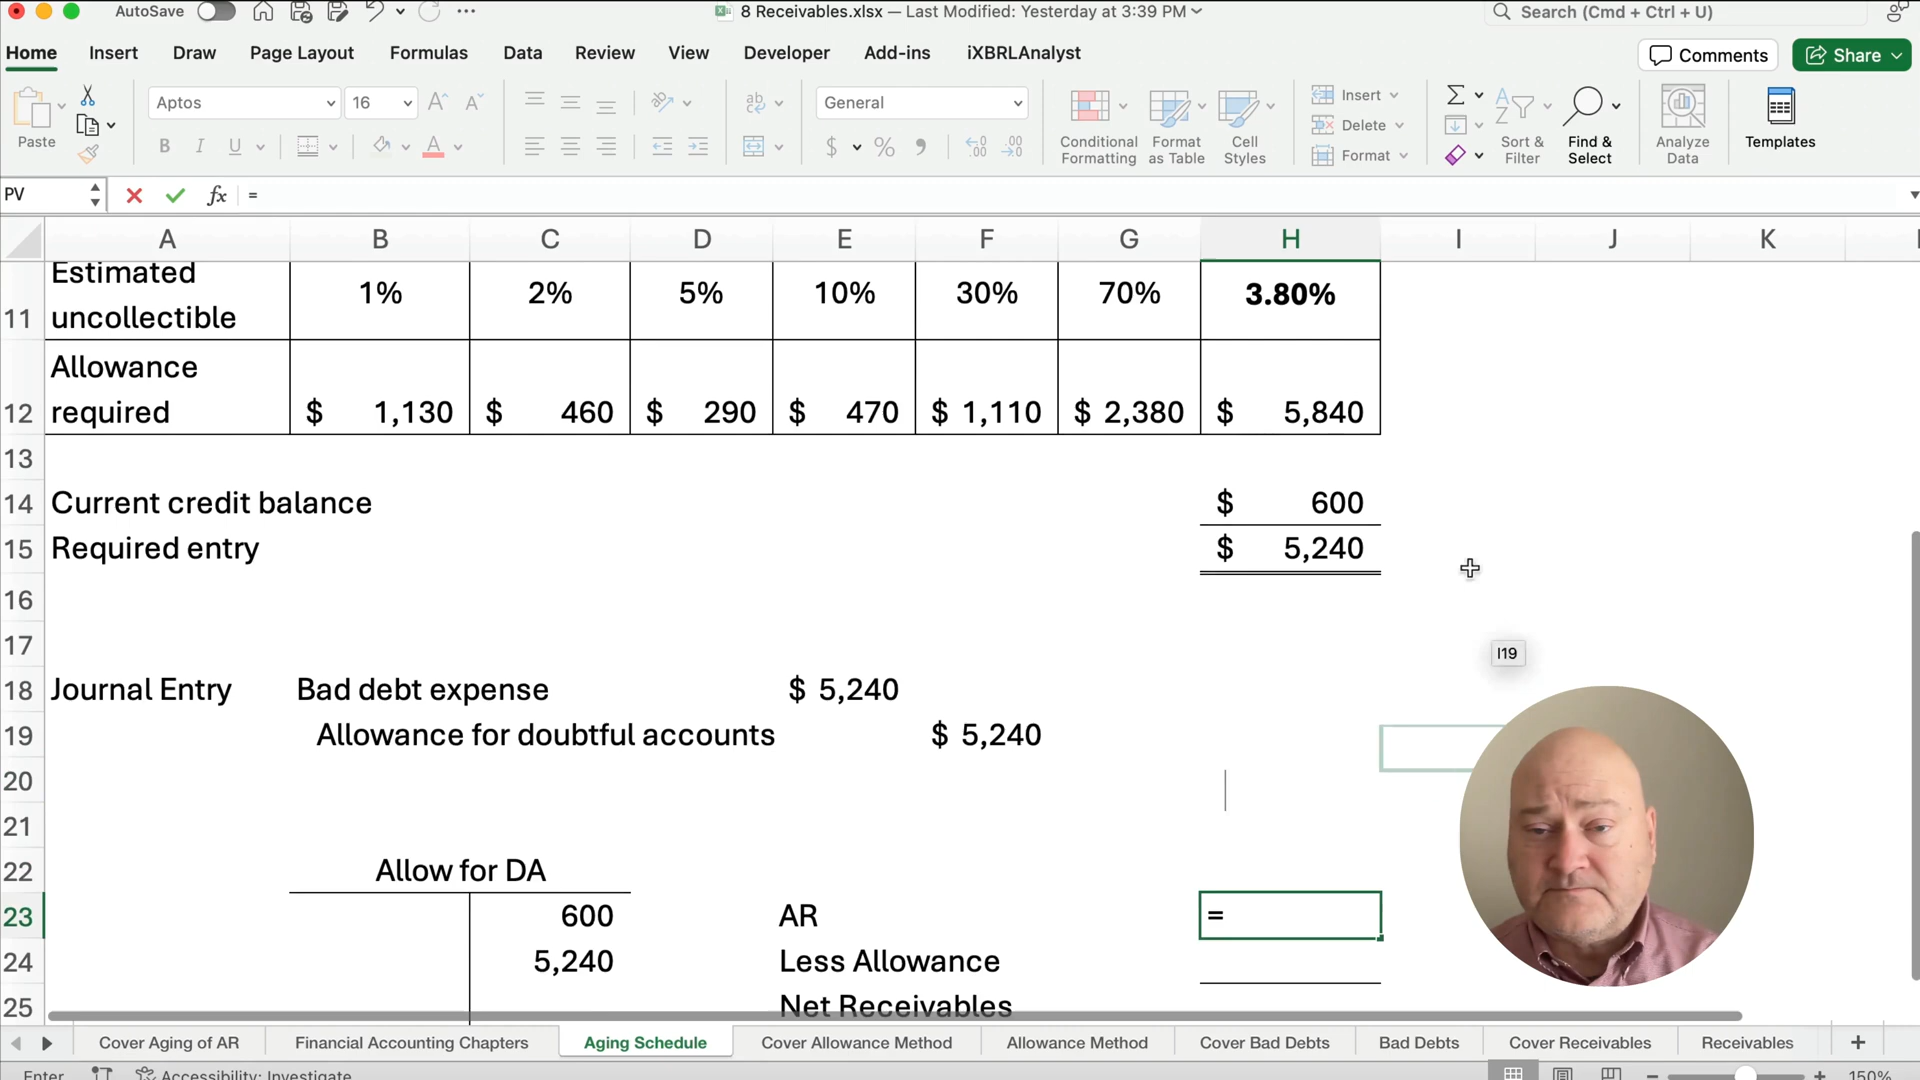 AutoSave
8 Receivables.xlsx — Last Modified: Yesterday at 3:39 PM
Search (Cmd + Ctrl + U)
Home Insert Draw Page Layout Formulas Data Review View Developer Add-ins iXBRLAnalyst
Comments Share
Paste
Aptos 16
B I U
General
$ %
Conditional Formatting
Format as Table
Cell Styles
Insert
Delete
Format
Sort & Filter
Find & Select
Analyze Data
Templates
PV fx =
A B C D E F G H I J K
11 Estimated uncollectible 1% 2% 5% 10% 30% 70% 3.80%
12 Allowance required $ 1,130 $ 460 $ 290 $ 470 $ 1,110 $ 2,380 $ 5,840
13
14 Current credit balance $ 600
15 Required entry $ 5,240
16
17
I19
18 Journal Entry Bad debt expense $ 5,240
19 Allowance for doubtful accounts $ 5,240
20
21
22 Allow for DA
23 600 AR =
24 5,240 Less Allowance
25 Net Receivables
Cover Aging of AR Financial Accounting Chapters Aging Schedule Cover Allowance Method Allowance Method Cover Bad Debts Bad Debts Cover Receivables Receivables
Enter Accessibility: Investigate 150%